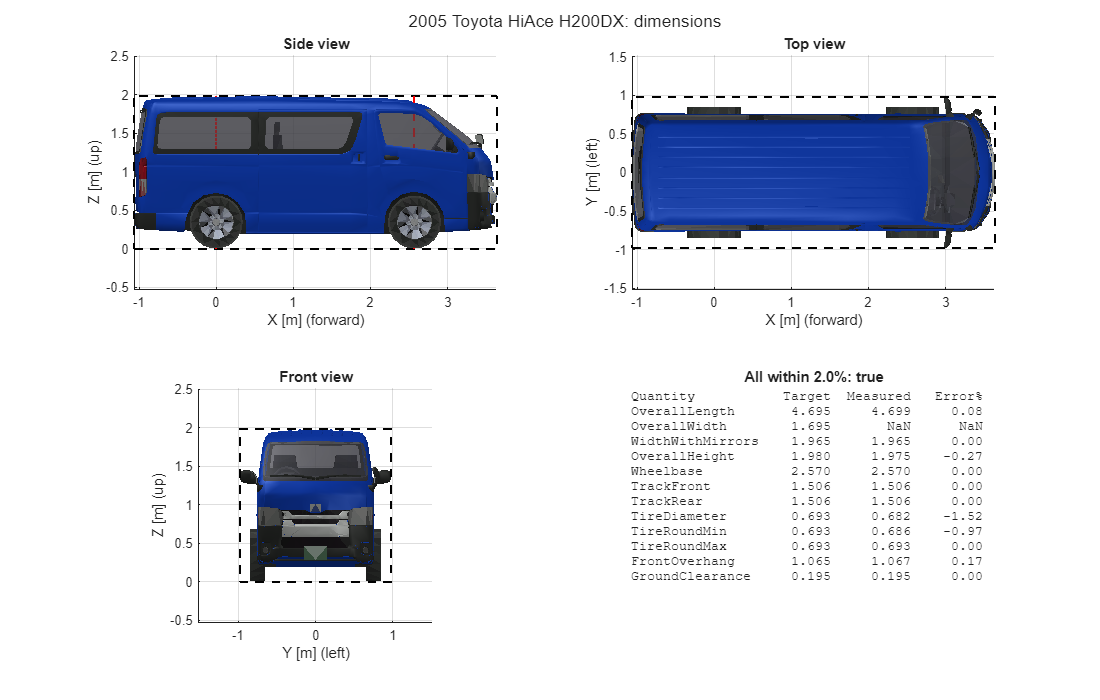 2005 Toyota HiAce H200DX: dimensions
Side view
2.5
2
1.5
1
0.5
0
-0.5
Z [m] (up)
-1 0 1 2 3
X [m] (forward)
Top view
1.5
1
0.5
0
-0.5
-1
-1.5
Y [m] (left)
-1 0 1 2 3
X [m] (forward)
Front view
2.5
2
1.5
1
0.5
0
-0.5
Z [m] (up)
-1 0 1
Y [m] (left)
All within 2.0%: true
Quantity Target Measured Error%
OverallLength 4.695 4.699 0.08
OverallWidth 1.695 NaN NaN
WidthWithMirrors 1.965 1.965 0.00
OverallHeight 1.980 1.975 -0.27
Wheelbase 2.570 2.570 0.00
TrackFront 1.506 1.506 0.00
TrackRear 1.506 1.506 0.00
TireDiameter 0.693 0.682 -1.52
TireRoundMin 0.693 0.686 -0.97
TireRoundMax 0.693 0.693 0.00
FrontOverhang 1.065 1.067 0.17
GroundClearance 0.195 0.195 0.00